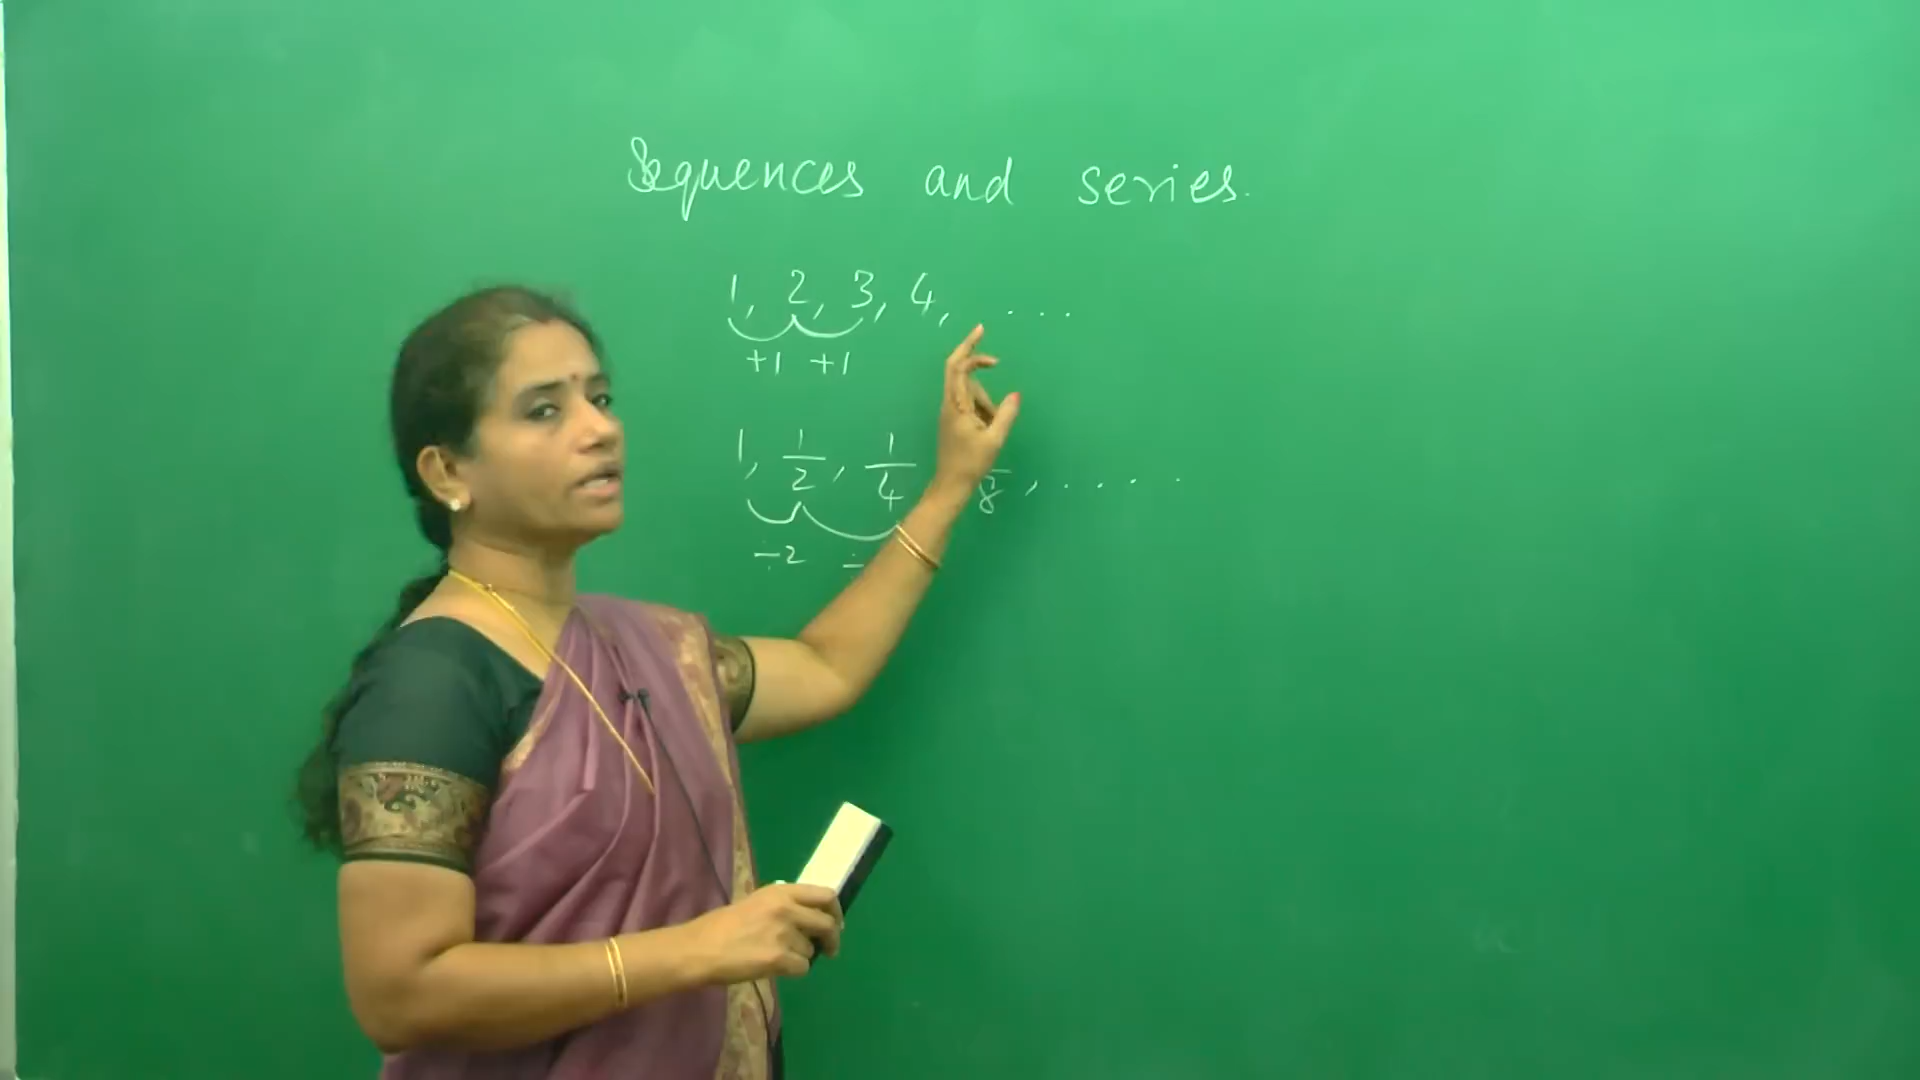 Sequences and series.
1, 2, 3, 4, ....
+1 +1
1, 1/2, 1/4 /8, ....
÷2 ÷